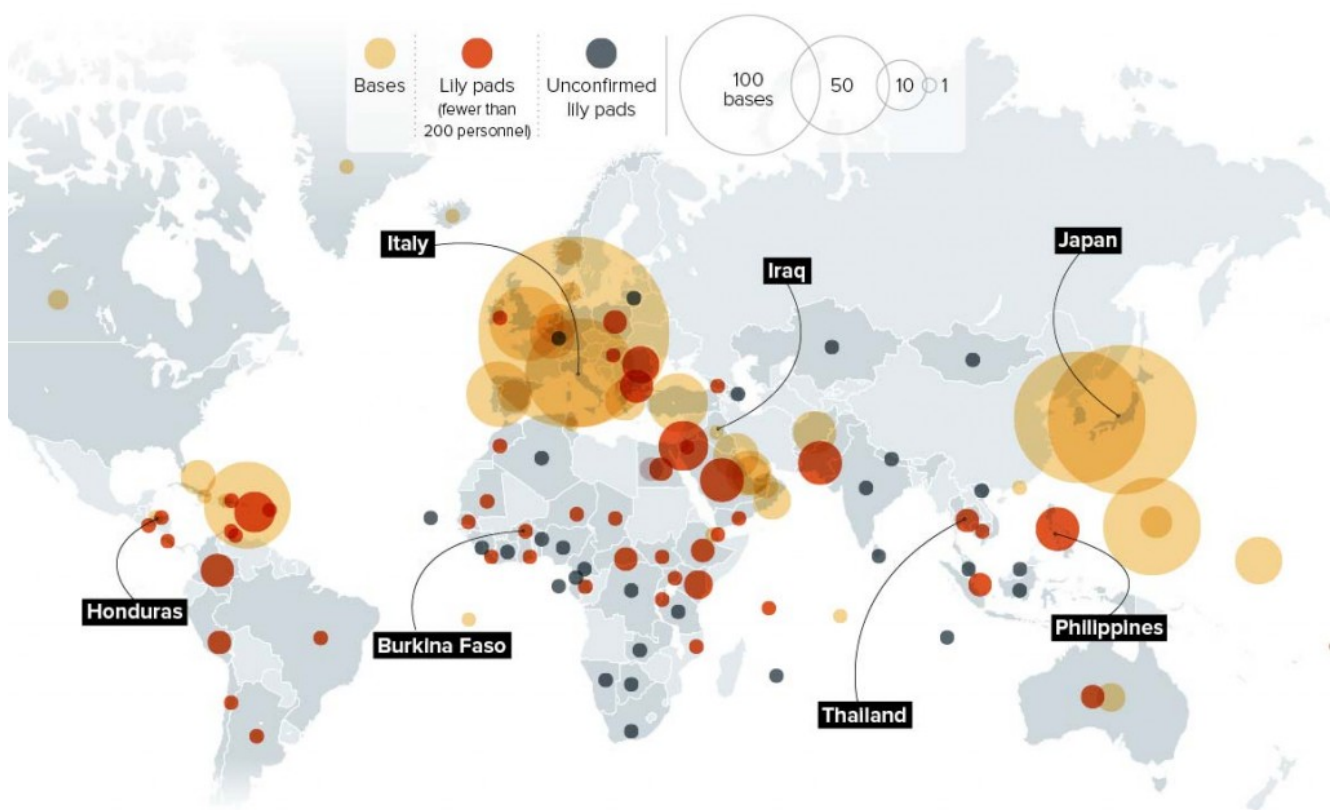 Bases
Lily pads
(fewer than
200 personnel)
Unconfirmed
lily pads
100
bases
50
10
1
Italy
Iraq
Japan
Honduras
Burkina Faso
Thailand
Philippines